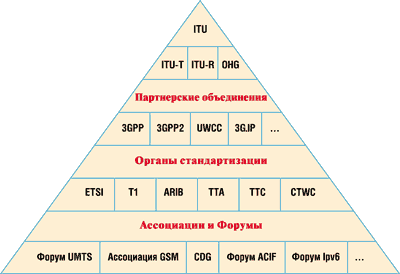 ITU
ITU-T ITU-R OHG
Партнерские объединения
3GPP 3GPP2 UWCC 3G.IP ...
Органы стандартизации
ETSI T1 ARIB TTA TTC CTWC
Ассоциации и Форумы
Форум UMTS Ассоциация GSM CDG Форум ACIF Форум Ipv6 ...